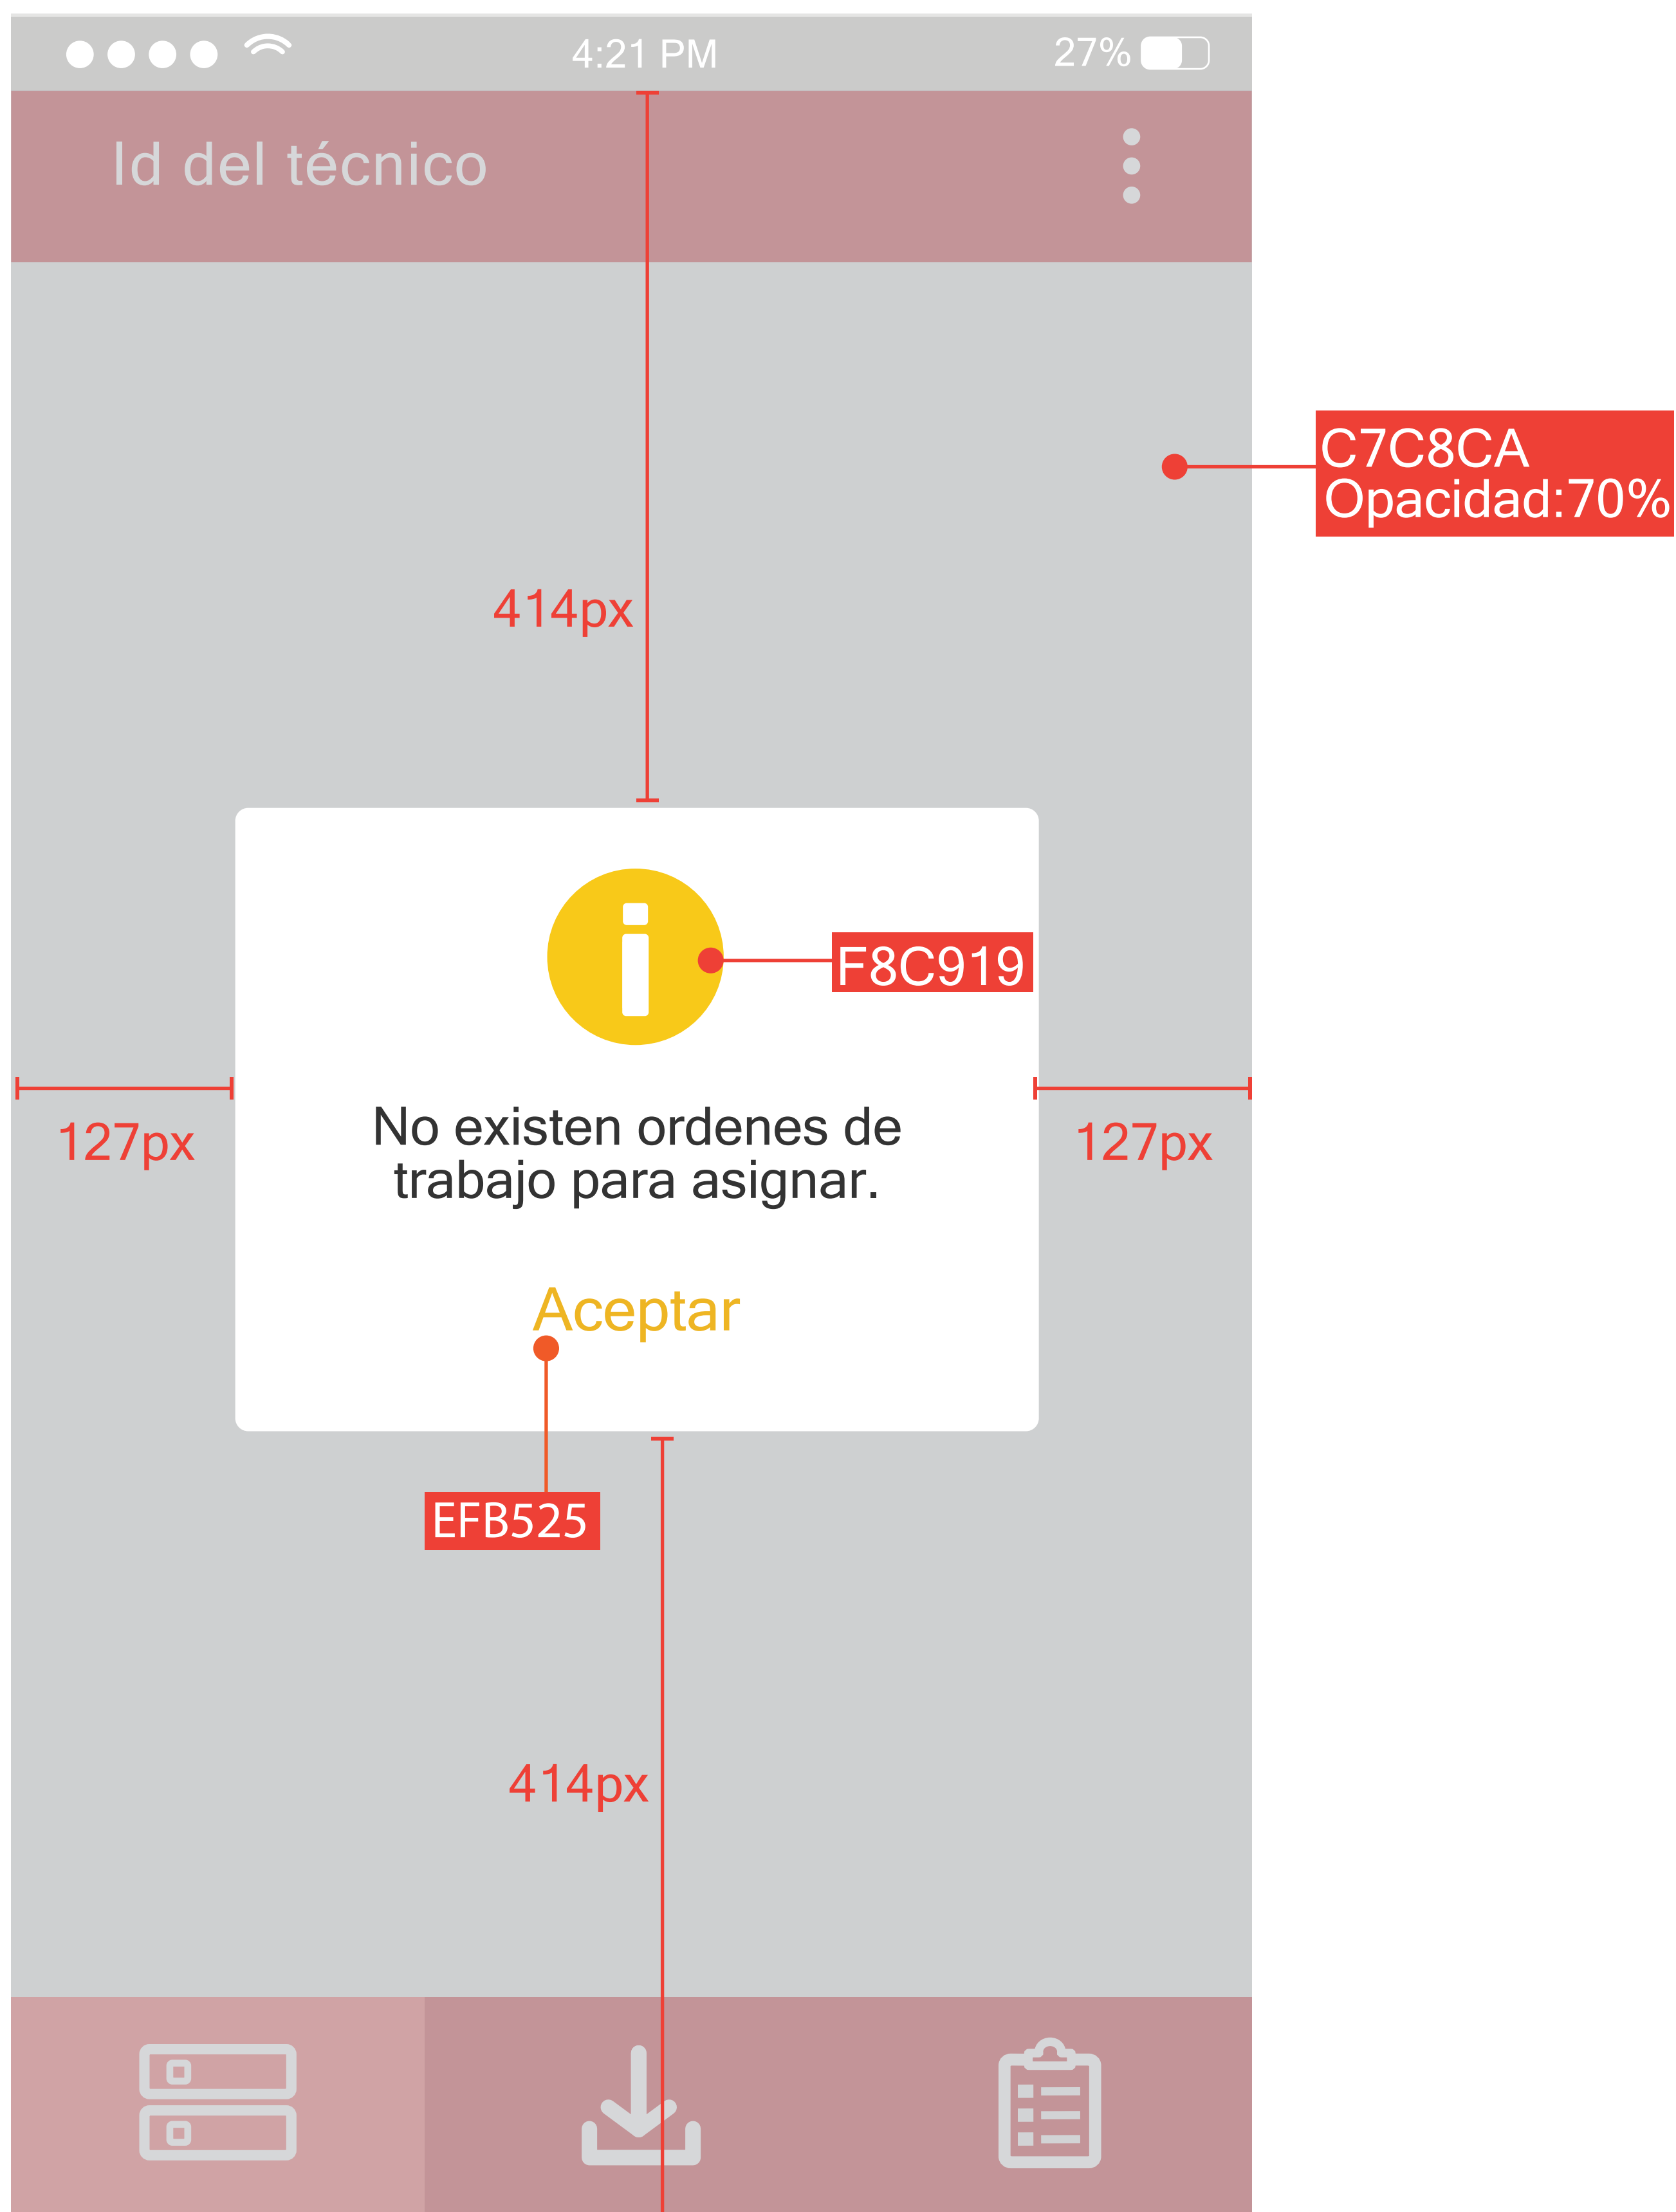 4:21 PM
27%
Id del técnico
C7C8CA
Opacidad:70%
414px
i
F8C919
127px
127px
No existen ordenes de
trabajo para asignar.
Aceptar
EFB525
414px